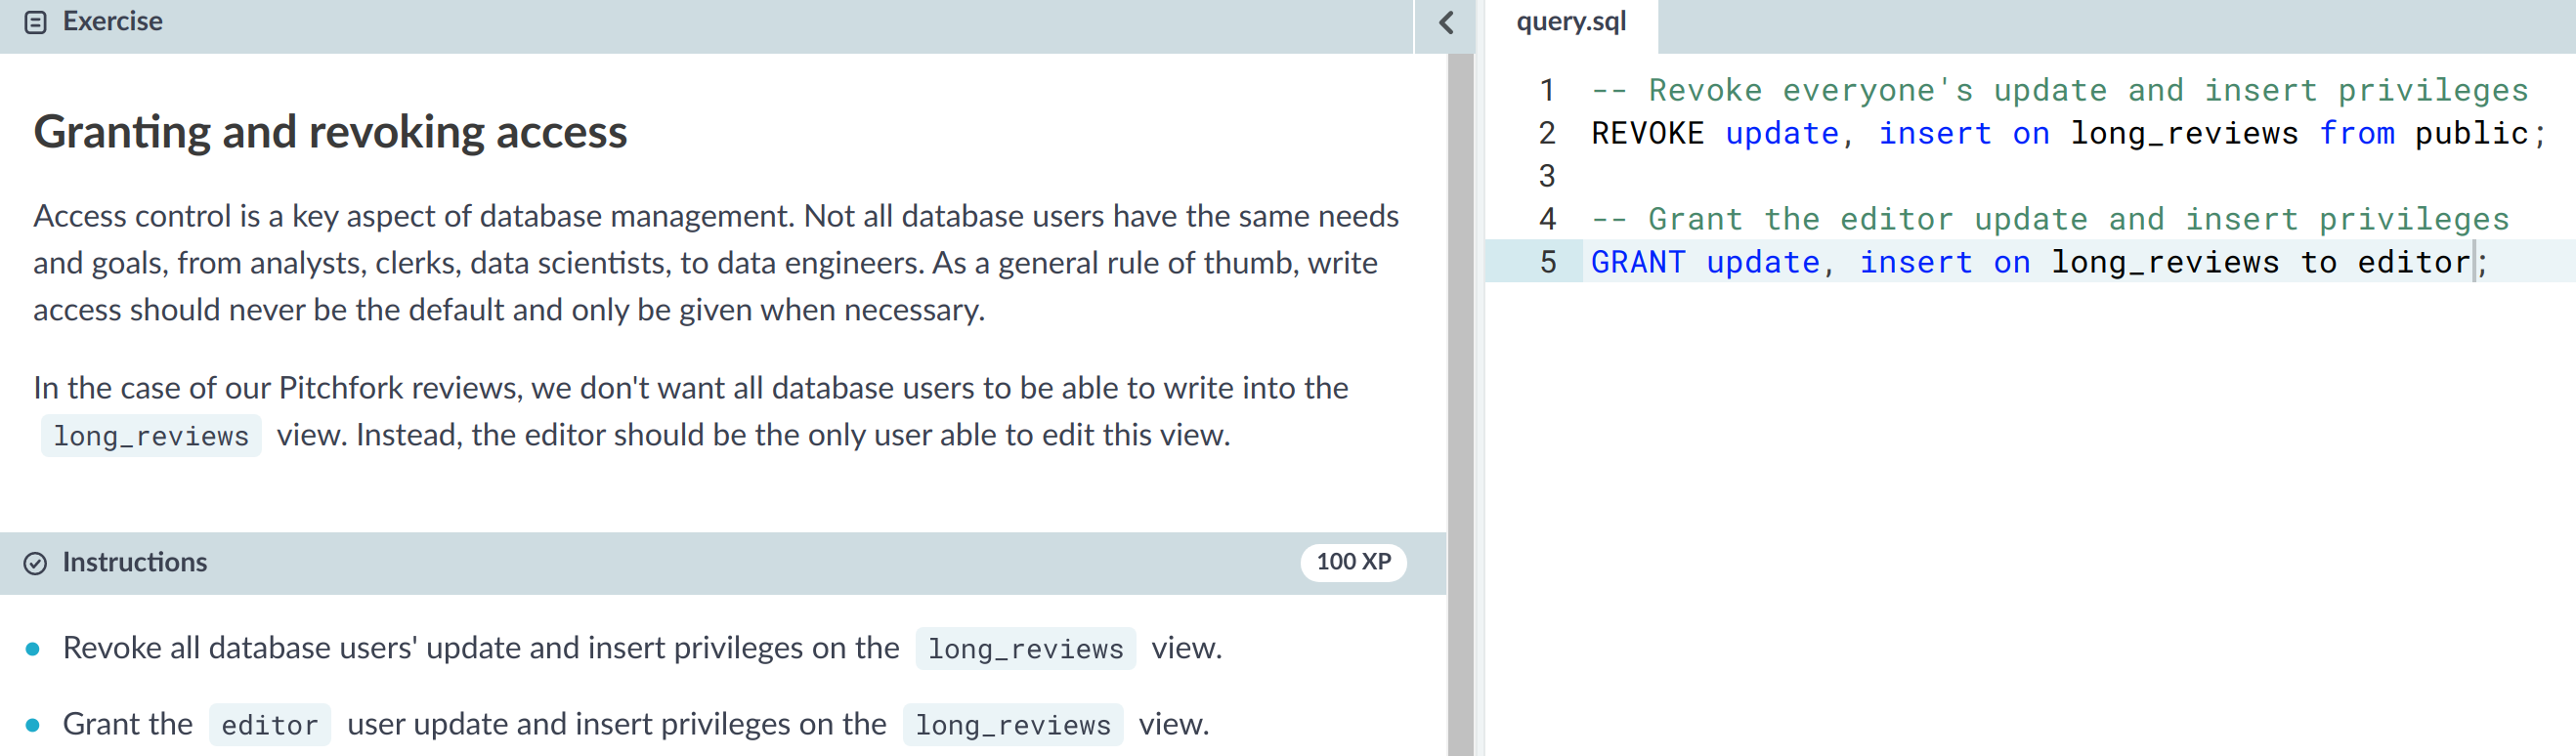 Exercise
Granting and revoking access
Access control is a key aspect of database management. Not all database users have the same needs
and goals, from analysts, clerks, data scientists, to data engineers. As a general rule of thumb, write
access should never be the default and only be given when necessary.
In the case of our Pitchfork reviews, we don't want all database users to be able to write into the
long_reviews view. Instead, the editor should be the only user able to edit this view.
Instructions
100 XP
Revoke all database users' update and insert privileges on the long_reviews view.
Grant the editor user update and insert privileges on the long_reviews view.
query.sql
1 -- Revoke everyone's update and insert privileges
2 REVOKE update, insert on long_reviews from public;
3
4 -- Grant the editor update and insert privileges
5 GRANT update, insert on long_reviews to editor;